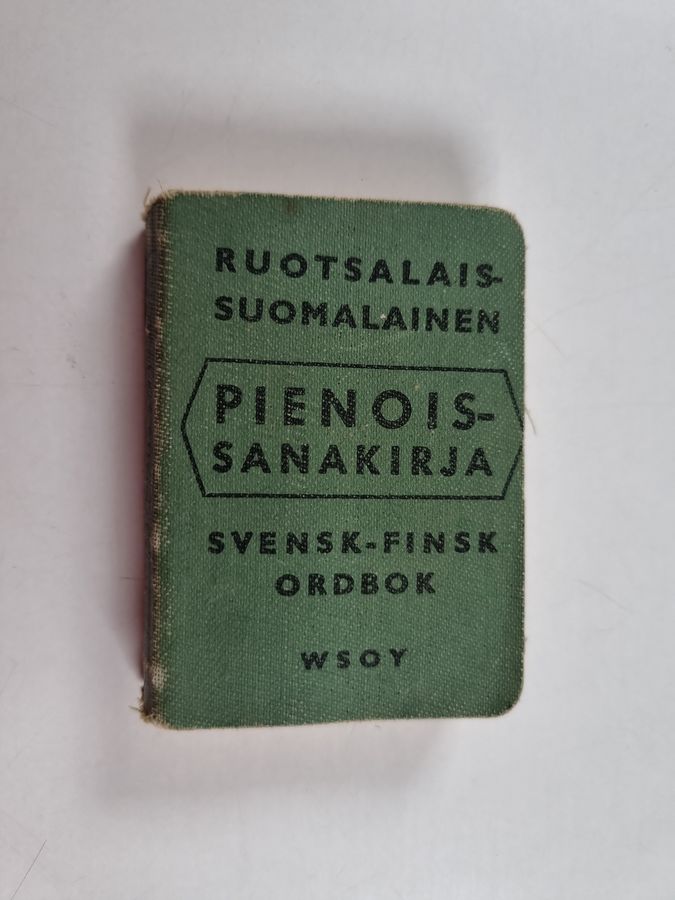 RUOTSALAIS-
SUOMALAINEN
PIENOIS-
SANAKIRJA
SVENSK-FINSK
ORDBOK
WSOY